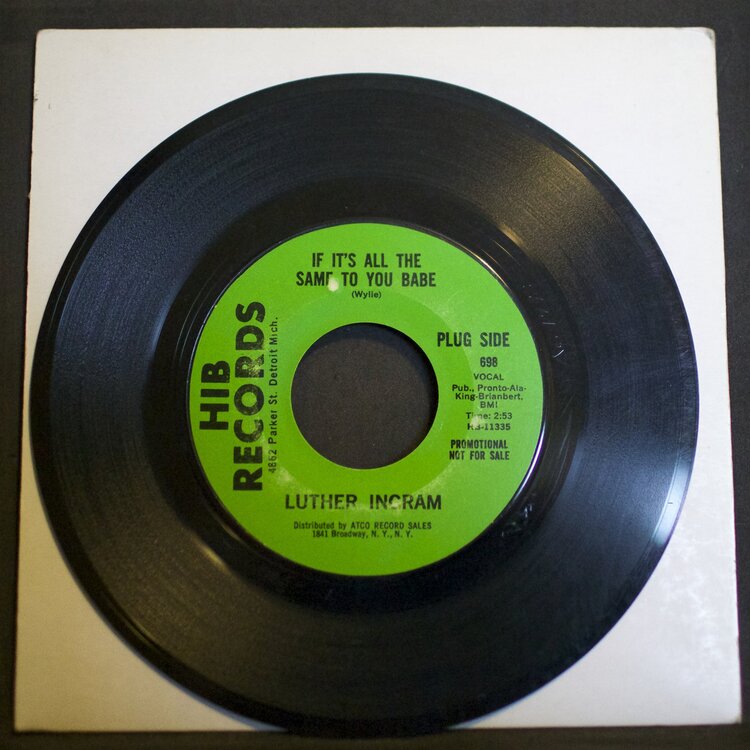 IF IT'S ALL THE
SAME TO YOU BABE
(Wylie)
HIB
RECORDS
4862 Parker St. Detroit Mich.
PLUG SIDE
698
VOCAL
Pub., Pronto-Ala-
King-Brianbert,
BMI
Time: 2:53
HB-11335
PROMOTIONAL
NOT FOR SALE
LUTHER INGRAM
Distributed by ATCO RECORD SALES
1841 Broadway, N. Y., N. Y.